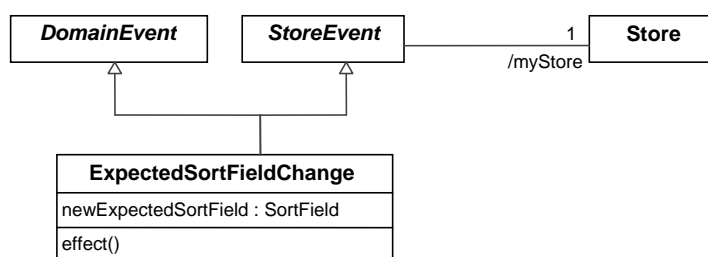 DomainEvent
StoreEvent
1
/myStore
Store
ExpectedSortFieldChange
newExpectedSortField : SortField
effect()